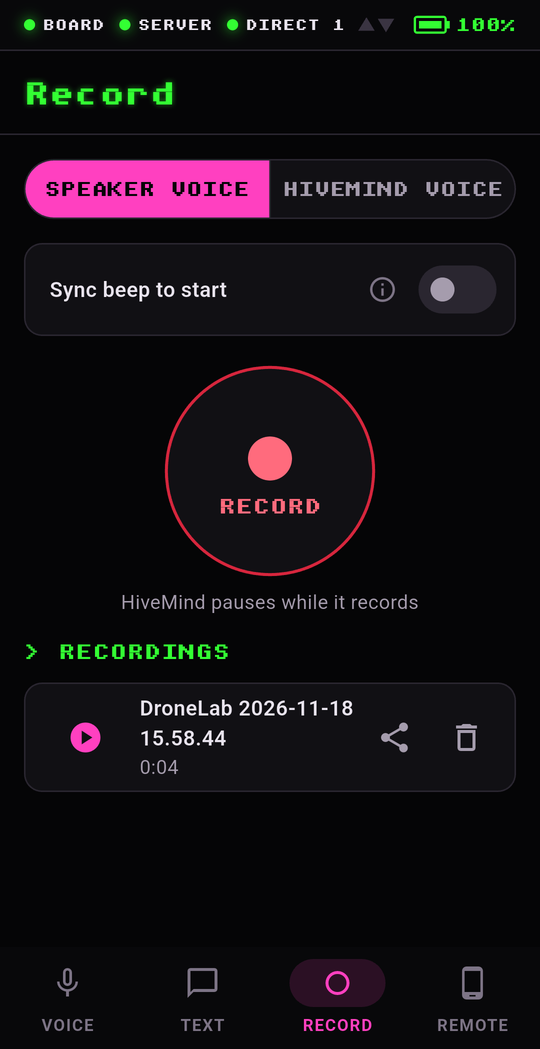 BOARD SERVER DIRECT 1 100%
Record
SPEAKER VOICE HIVEMIND VOICE
Sync beep to start
RECORD
HiveMind pauses while it records
> RECORDINGS
DroneLab 2026-11-18
15.58.44
0:04
VOICE TEXT RECORD REMOTE